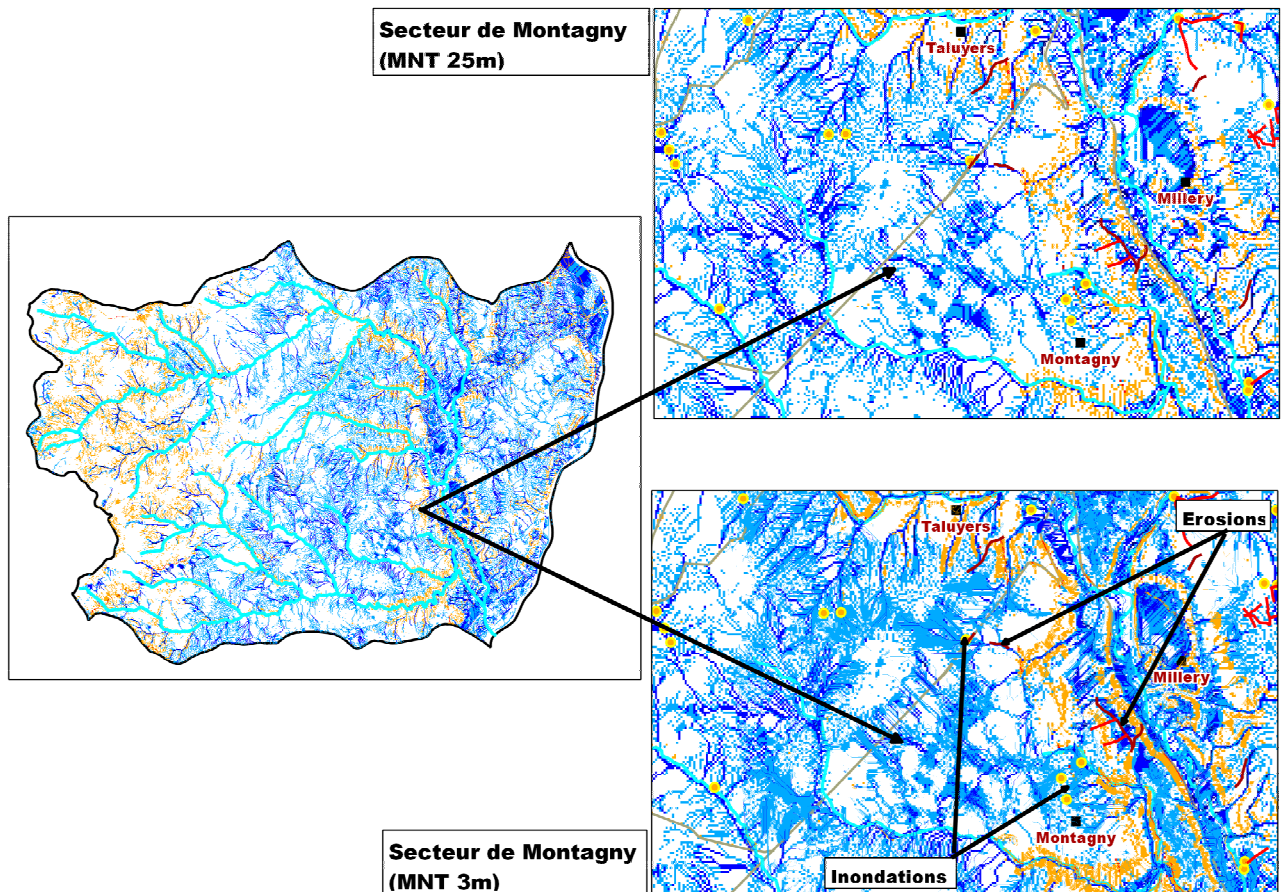 Secteur de Montagny
(MNT 25m)
Taluyers
Millery
Montagny
Erosions
Taluyers
Millery
Montagny
Secteur de Montagny
(MNT 3m)
Inondations